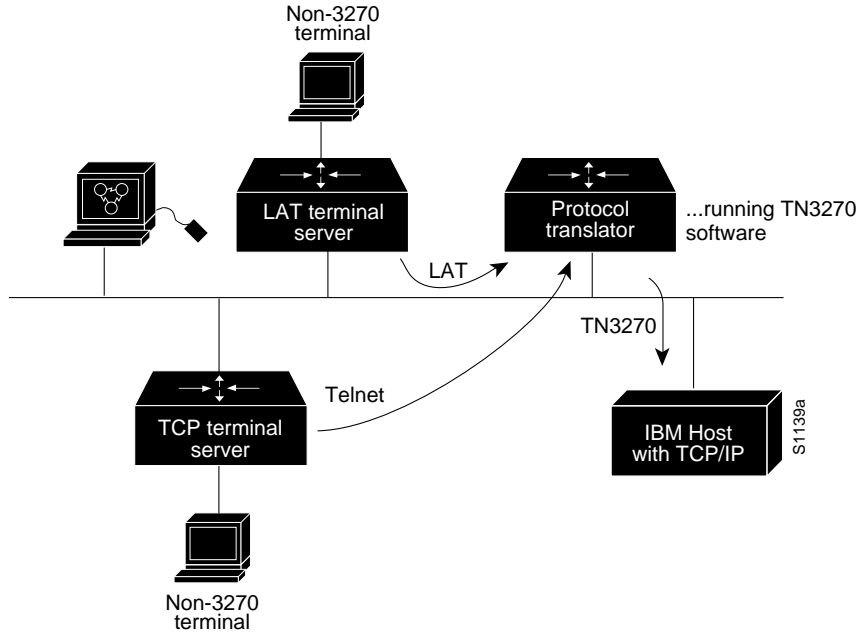 Non-3270
terminal
LAT terminal
server
Protocol
translator
...running TN3270
software
LAT
TN3270
Telnet
TCP terminal
server
IBM Host
with TCP/IP
S1139a
Non-3270
terminal